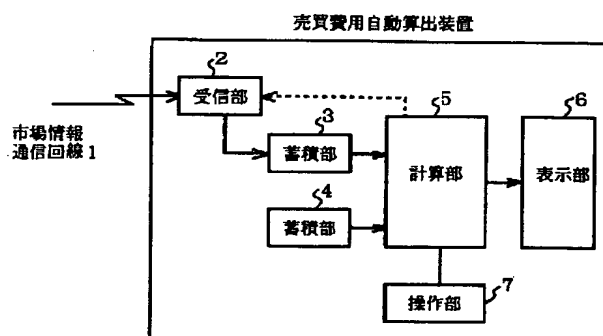 売買費用自動算出装置
2
受信部
市場情報
通信回線1
3
蓄積部
4
蓄積部
5
計算部
6
表示部
7
操作部